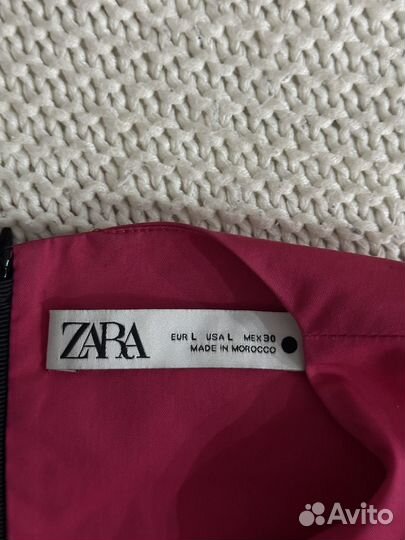 ZARA
EUR L USA L MEX 30
MADE IN MOROCCO
Avito